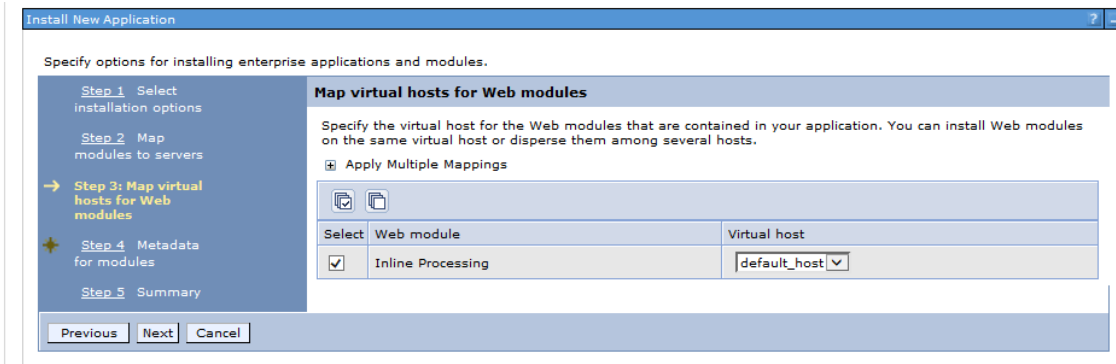 Install New Application
?
Specify options for installing enterprise applications and modules.
Step 1 Select
installation options
Step 2 Map
modules to servers
Step 3: Map virtual
hosts for Web
modules
Step 4 Metadata
for modules
Step 5 Summary
Map virtual hosts for Web modules
Specify the virtual host for the Web modules that are contained in your application. You can install Web modules
on the same virtual host or disperse them among several hosts.
Apply Multiple Mappings
Select Web module Virtual host
Inline Processing default_host
Previous Next Cancel